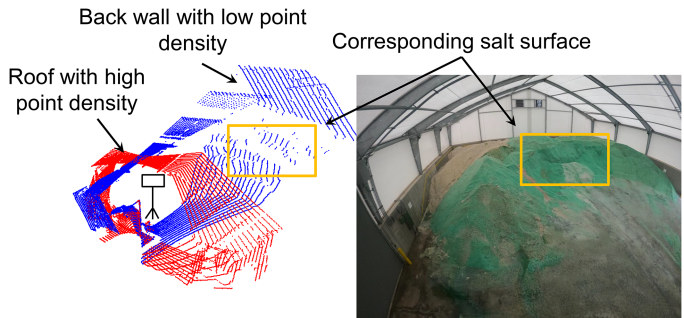 Back wall with low point
density
Corresponding salt surface
Roof with high
point density